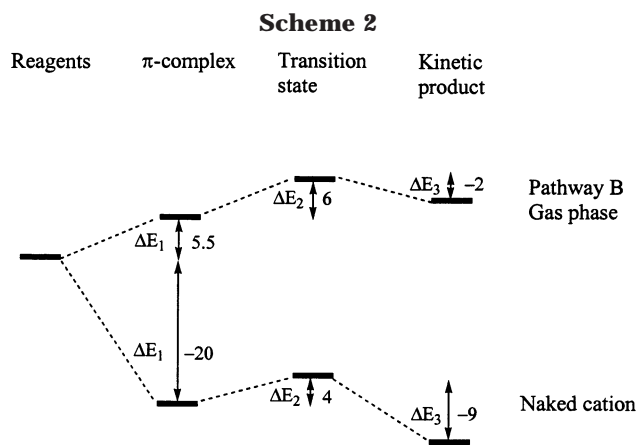 Scheme 2
Reagents π-complex Transition state Kinetic product
ΔE1 5.5
ΔE2 6
ΔE3 –2
Pathway B
Gas phase
ΔE1 –20
ΔE2 4
ΔE3 –9
Naked cation